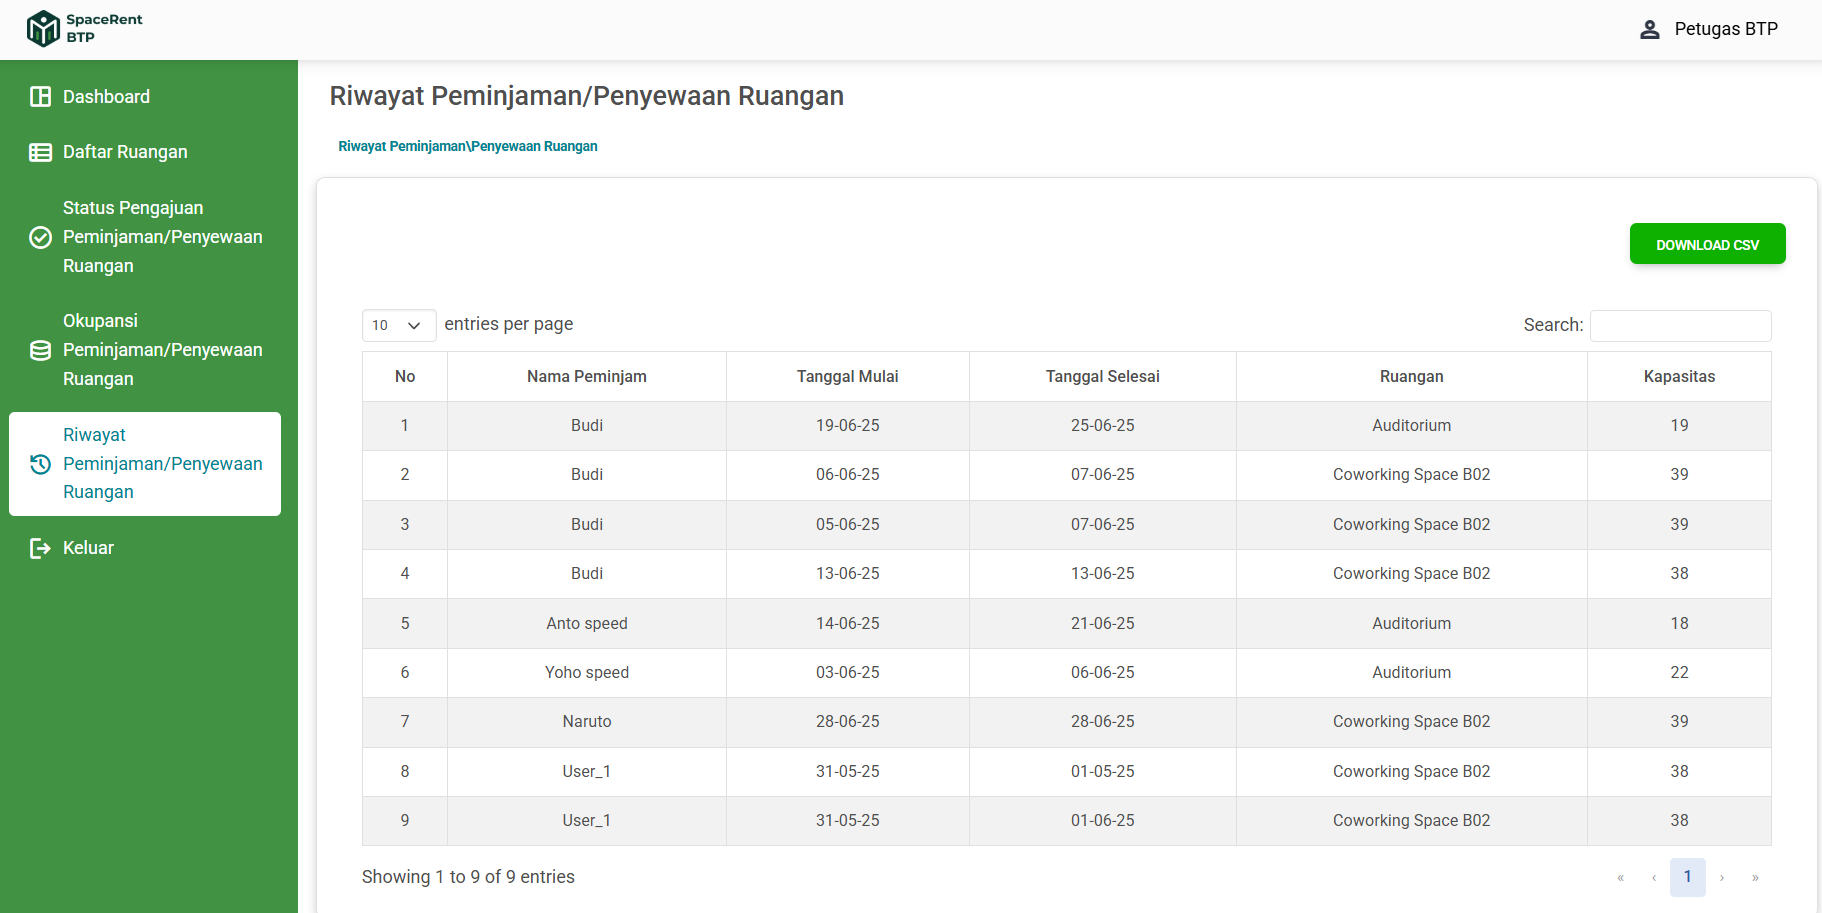 SpaceRent
BTP
Petugas BTP
Dashboard
Daftar Ruangan
Status Pengajuan
Peminjaman/Penyewaan
Ruangan
Okupansi
Peminjaman/Penyewaan
Ruangan
Riwayat
Peminjaman/Penyewaan
Ruangan
Keluar
Riwayat Peminjaman/Penyewaan Ruangan
Riwayat Peminjaman\Penyewaan Ruangan
DOWNLOAD CSV
10 entries per page Search:
No Nama Peminjam Tanggal Mulai Tanggal Selesai Ruangan Kapasitas
1 Budi 19-06-25 25-06-25 Auditorium 19
2 Budi 06-06-25 07-06-25 Coworking Space B02 39
3 Budi 05-06-25 07-06-25 Coworking Space B02 39
4 Budi 13-06-25 13-06-25 Coworking Space B02 38
5 Anto speed 14-06-25 21-06-25 Auditorium 18
6 Yoho speed 03-06-25 06-06-25 Auditorium 22
7 Naruto 28-06-25 28-06-25 Coworking Space B02 39
8 User_1 31-05-25 01-05-25 Coworking Space B02 38
9 User_1 31-05-25 01-06-25 Coworking Space B02 38
Showing 1 to 9 of 9 entries « ‹ 1 › »